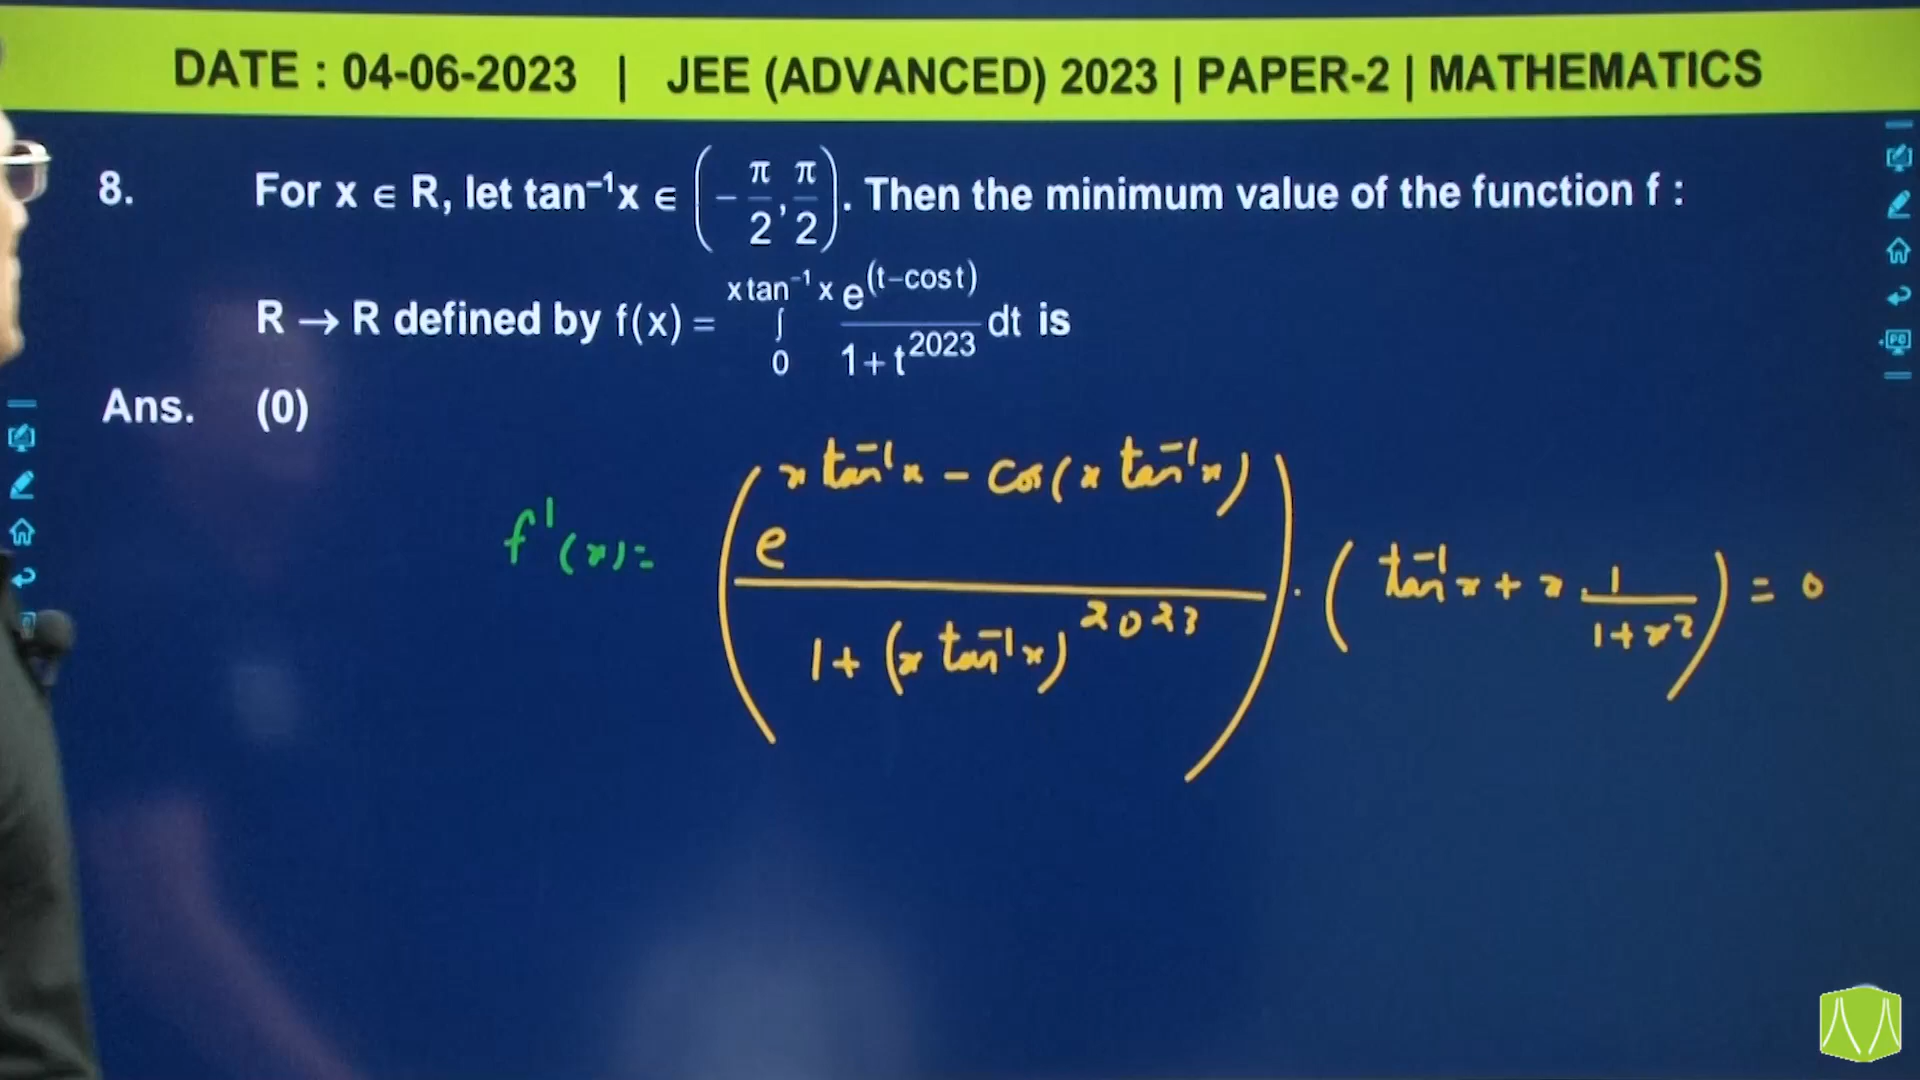 DATE : 04-06-2023 | JEE (ADVANCED) 2023 | PAPER-2 | MATHEMATICS
8. For x ∈ R, let tan⁻¹x ∈ (-π/2, π/2). Then the minimum value of the function f :
R → R defined by f(x) = ∫₀^(x tan⁻¹ x) e^(t-cos t)/(1+t²⁰²³) dt is
Ans. (0)
f'(x) = (e^(x tan⁻¹x - cos(x tan⁻¹x)) / (1+(x tan⁻¹x)²⁰²³)) · (tan⁻¹x + x · 1/(1+x²)) = 0